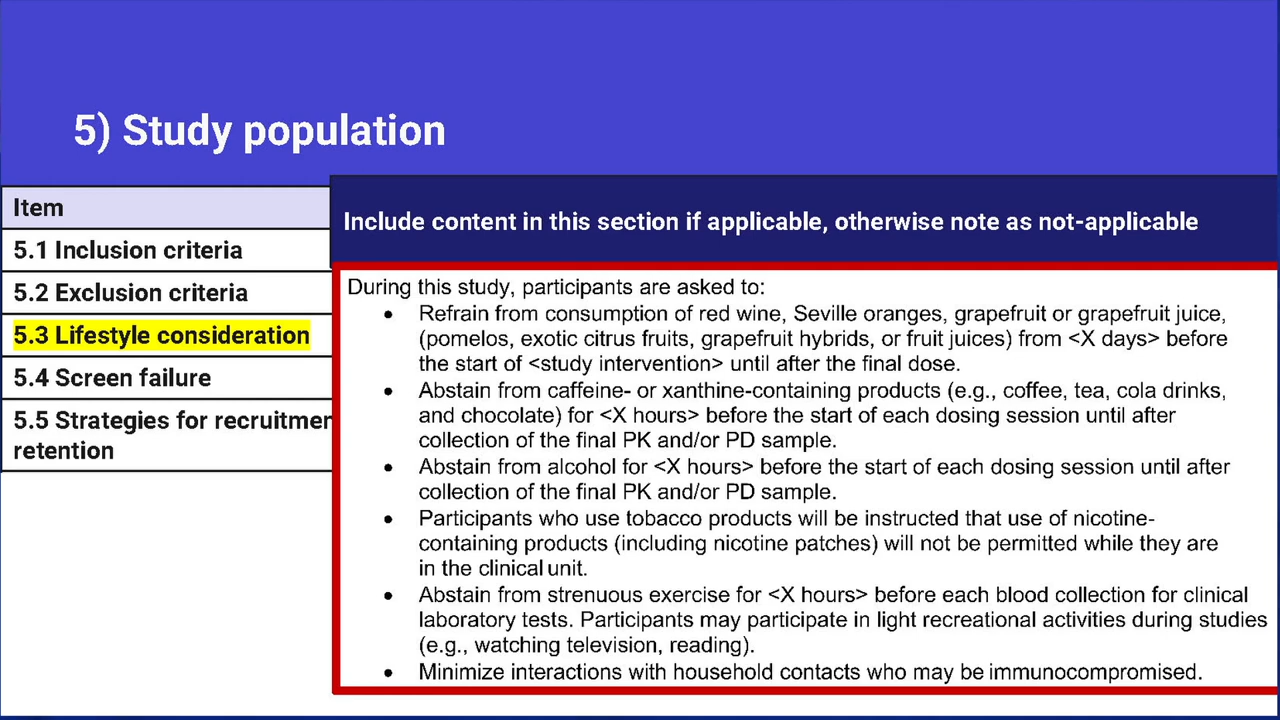 5) Study population
Item
5.1 Inclusion criteria
5.2 Exclusion criteria
5.3 Lifestyle consideration
5.4 Screen failure
5.5 Strategies for recruitmen
retention
Include content in this section if applicable, otherwise note as not-applicable
During this study, participants are asked to:
• Refrain from consumption of red wine, Seville oranges, grapefruit or grapefruit juice,
(pomelos, exotic citrus fruits, grapefruit hybrids, or fruit juices) from <X days> before
the start of <study intervention> until after the final dose.
• Abstain from caffeine- or xanthine-containing products (e.g., coffee, tea, cola drinks,
and chocolate) for <X hours> before the start of each dosing session until after
collection of the final PK and/or PD sample.
• Abstain from alcohol for <X hours> before the start of each dosing session until after
collection of the final PK and/or PD sample.
• Participants who use tobacco products will be instructed that use of nicotine-
containing products (including nicotine patches) will not be permitted while they are
in the clinical unit.
• Abstain from strenuous exercise for <X hours> before each blood collection for clinical
laboratory tests. Participants may participate in light recreational activities during studies
(e.g., watching television, reading).
• Minimize interactions with household contacts who may be immunocompromised.